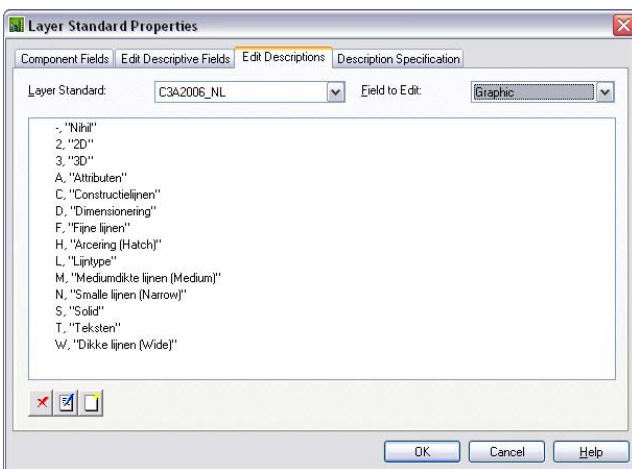 Layer Standard Properties
Component Fields Edit Descriptive Fields Edit Descriptions Description Specification
Layer Standard: C3A2006_NL Field to Edit: Graphic
-, "Nihil"
2, "2D"
3, "3D"
A, "Attributen"
C, "Constructielijnen"
D, "Dimensionering"
F, "Fijne lijnen"
H, "Arcering (Hatch)"
L, "Lijntype"
M, "Mediumdikte lijnen (Medium)"
N, "Smalle lijnen (Narrow)"
S, "Solid"
T, "Teksten"
W, "Dikke lijnen (Wide)"
OK Cancel Help